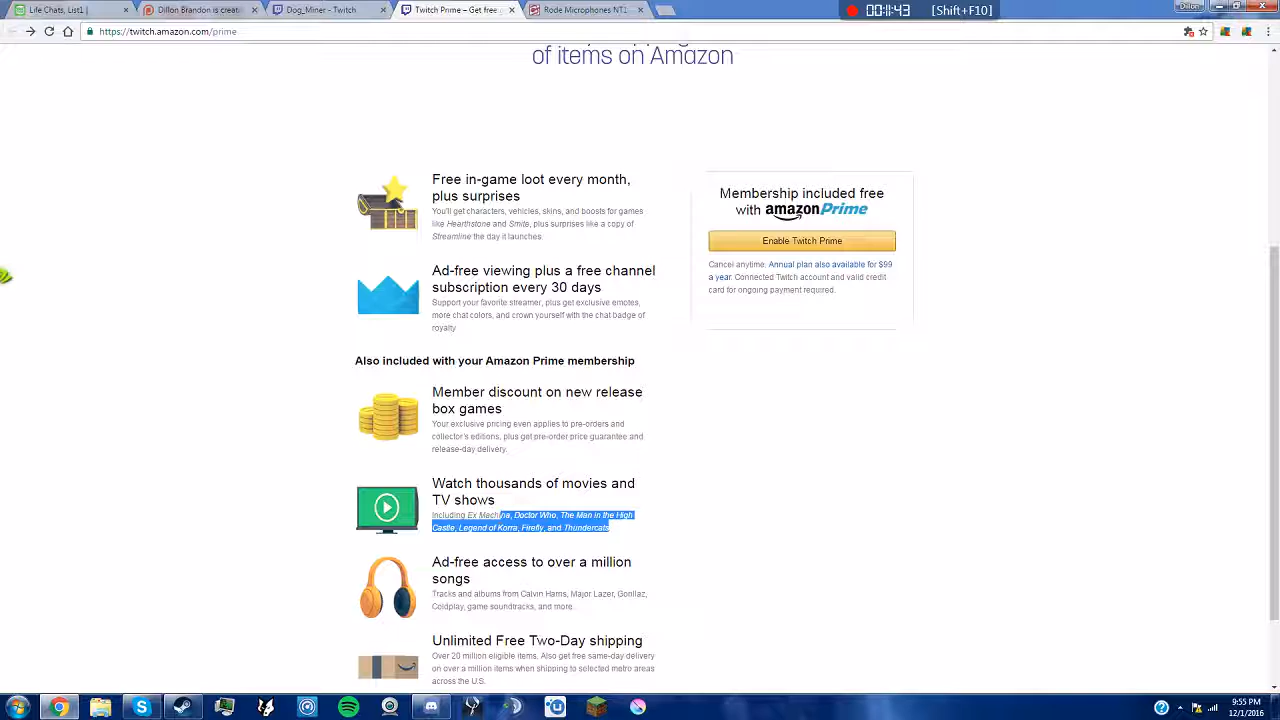 Life Chats, List1 |
Dillon Brandon is creat
Dog_Miner - Twitch
Twitch Prime – Get free
Rode Microphones NT1
00:11:43 [Shift+F10]
Dillon
https://twitch.amazon.com/prime
of items on Amazon
Free in-game loot every month,
plus surprises
You'll get characters, vehicles, skins, and boosts for games
like Hearthstone and Smite, plus surprises like a copy of
Streamline the day it launches.
Membership included free
with amazonPrime
Enable Twitch Prime
Cancel anytime. Annual plan also available for $99
a year. Connected Twitch account and valid credit
card for ongoing payment required.
Ad-free viewing plus a free channel
subscription every 30 days
Support your favorite streamer, plus get exclusive emotes,
more chat colors, and crown yourself with the chat badge of
royalty
Also included with your Amazon Prime membership
Member discount on new release
box games
Your exclusive pricing even applies to pre-orders and
collector's editions, plus get pre-order price guarantee and
release-day delivery.
Watch thousands of movies and
TV shows
Including Ex Machina, Doctor Who, The Man in the High
Castle, Legend of Korra, Firefly, and Thundercats
Ad-free access to over a million
songs
Tracks and albums from Calvin Harris, Major Lazer, Gorillaz,
Coldplay, game soundtracks, and more.
Unlimited Free Two-Day shipping
Over 20 million eligible items. Also get free same-day delivery
on over a million items when shipping to selected metro areas
across the U.S.
9:55 PM
12/1/2016